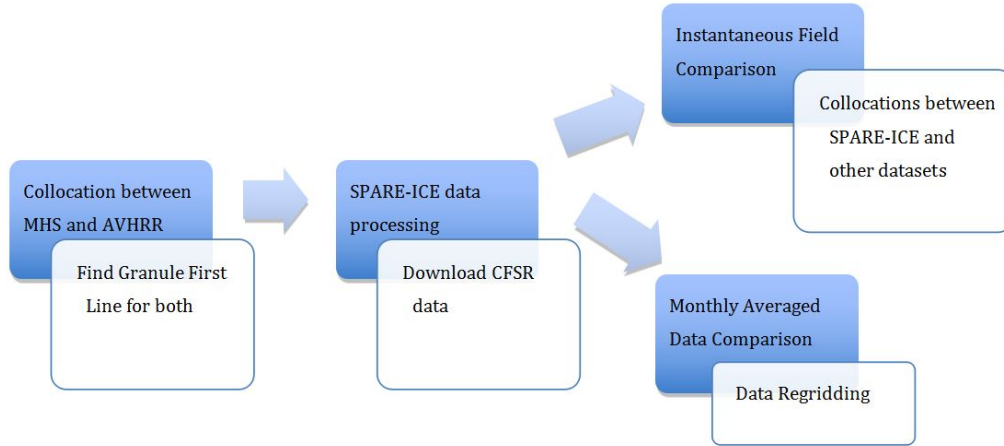 Collocation between
MHS and AVHRR
Find Granule First
Line for both
SPARE-ICE data
processing
Download CFSR
data
Instantaneous Field
Comparison
Collocations between
SPARE-ICE and
other datasets
Monthly Averaged
Data Comparison
Data Regridding